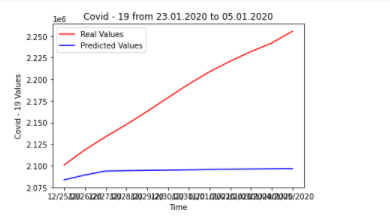 Covid - 19 from 23.01.2020 to 05.01.2020
1e6
Real Values
Predicted Values
2.250
2.225
2.200
2.175
2.150
2.125
2.100
2.075
Covid - 19 Values
Time